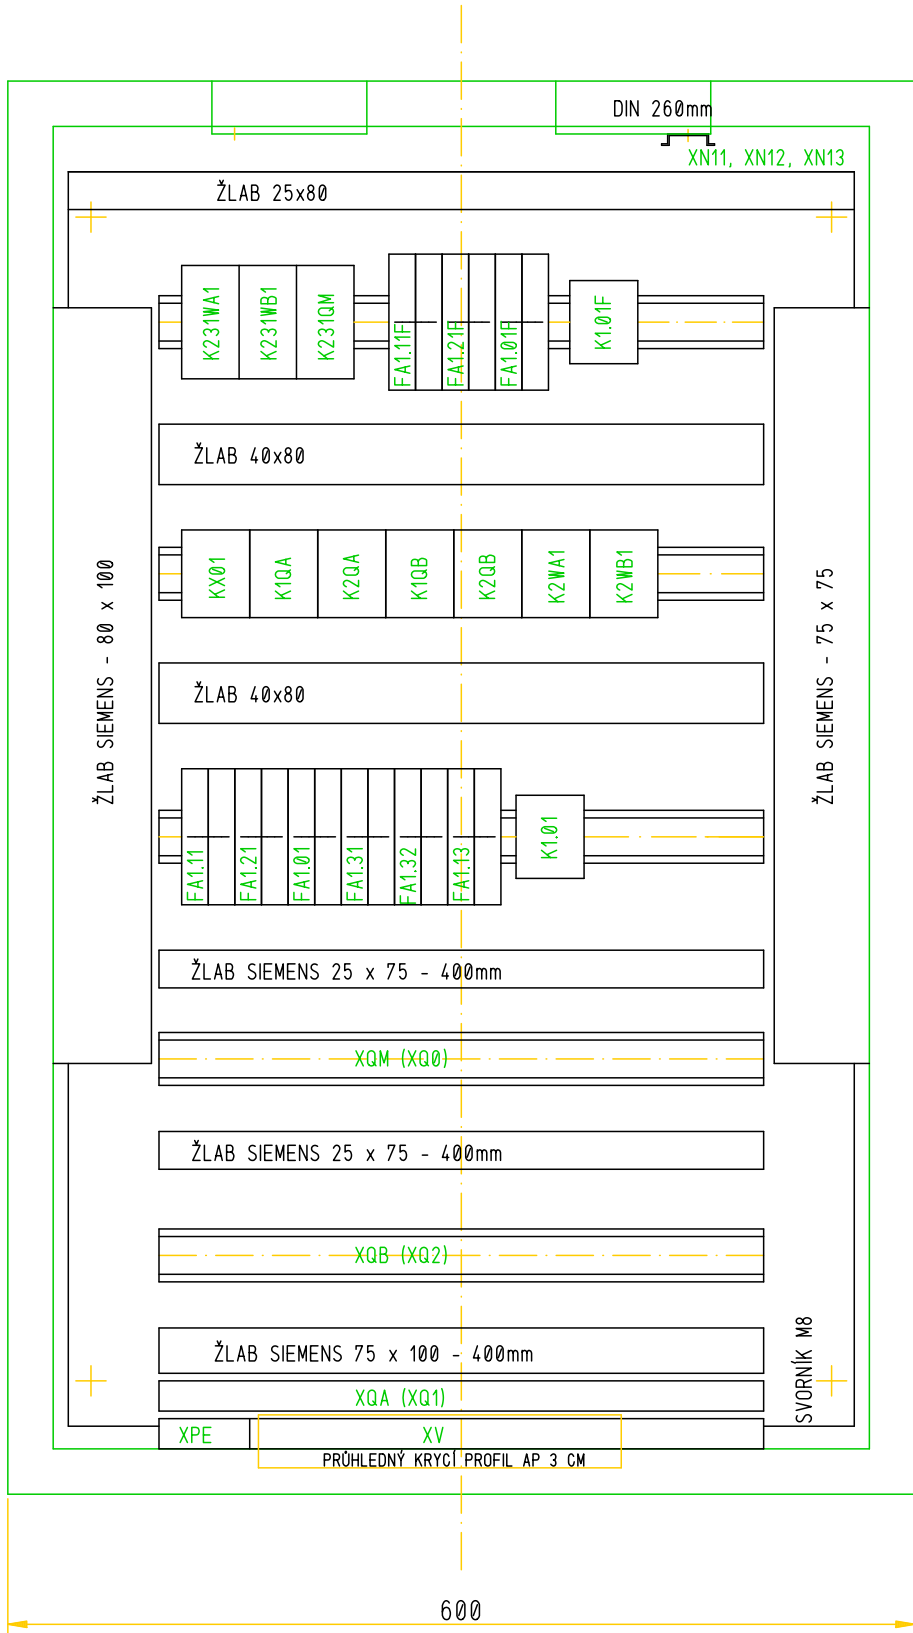 DIN 260mm
XN11, XN12, XN13
ŽLAB 25x80
K231WA1
K231WB1
K231QM
FA1.11F
FA1.21F
FA1.01F
K1.01F
ŽLAB 40x80
KX01
K1QA
K2QA
K1QB
K2QB
K2WA1
K2WB1
ŽLAB SIEMENS - 80 x 100
ŽLAB SIEMENS - 75 x 75
ŽLAB 40x80
FA1.11
FA1.21
FA1.01
FA1.31
FA1.32
FA1.13
K1.01
ŽLAB SIEMENS 25 x 75 - 400mm
XQM (XQ0)
ŽLAB SIEMENS 25 x 75 - 400mm
XQB (XQ2)
ŽLAB SIEMENS 75 x 100 - 400mm
SVORNÍK M8
XQA (XQ1)
XPE
XV
PRŮHLEDNÝ KRYCÍ PROFIL AP 3 CM
600